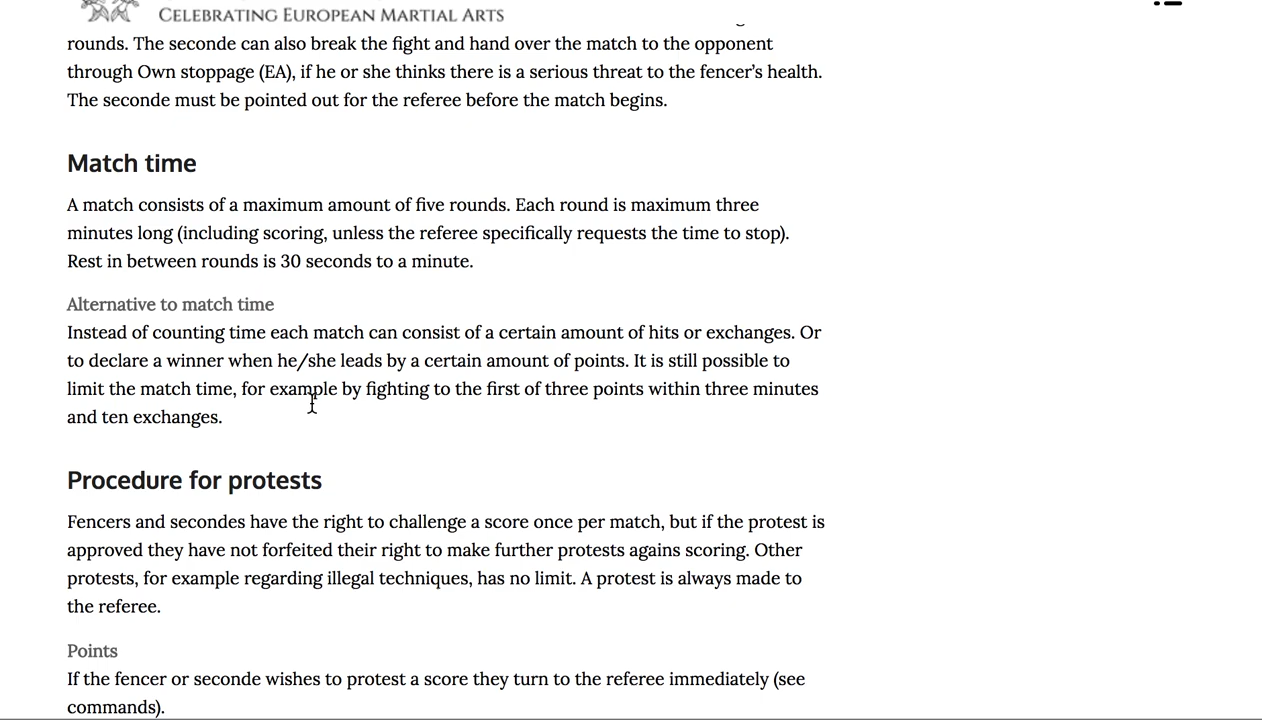 CELEBRATING EUROPEAN MARTIAL ARTS
rounds. The seconde can also break the fight and hand over the match to the opponent
through Own stoppage (EA), if he or she thinks there is a serious threat to the fencer's health.
The seconde must be pointed out for the referee before the match begins.
Match time
A match consists of a maximum amount of five rounds. Each round is maximum three
minutes long (including scoring, unless the referee specifically requests the time to stop).
Rest in between rounds is 30 seconds to a minute.
Alternative to match time
Instead of counting time each match can consist of a certain amount of hits or exchanges. Or
to declare a winner when he/she leads by a certain amount of points. It is still possible to
limit the match time, for example by fighting to the first of three points within three minutes
and ten exchanges.
Procedure for protests
Fencers and secondes have the right to challenge a score once per match, but if the protest is
approved they have not forfeited their right to make further protests agains scoring. Other
protests, for example regarding illegal techniques, has no limit. A protest is always made to
the referee.
Points
If the fencer or seconde wishes to protest a score they turn to the referee immediately (see
commands).